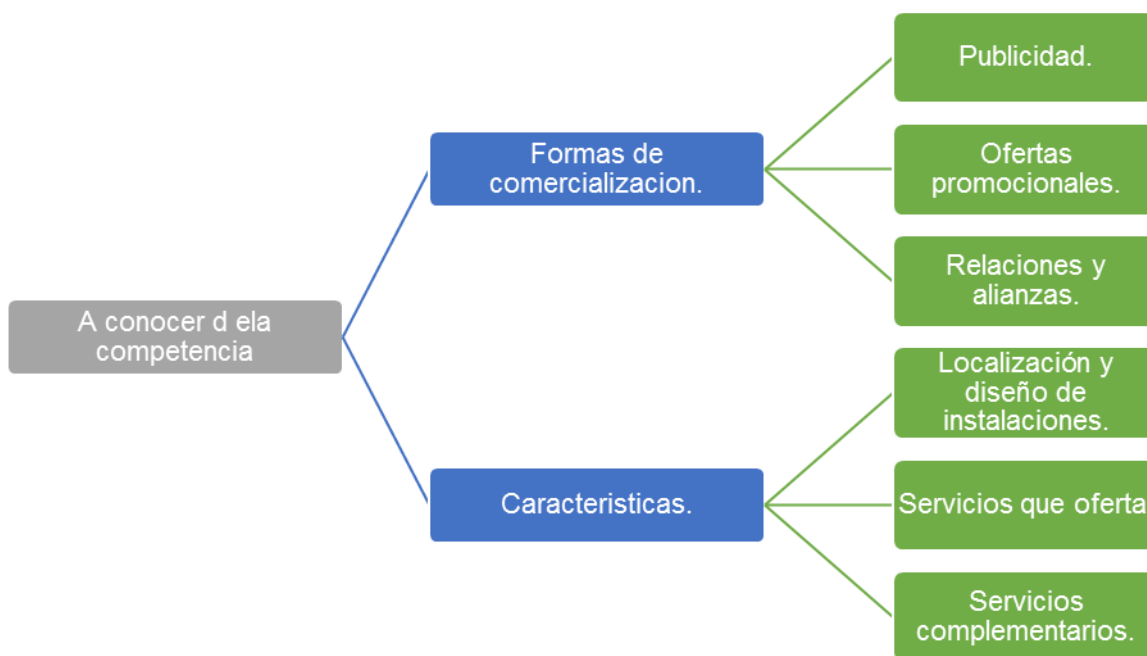 A conocer d ela
competencia
Formas de
comercializacion.
Publicidad.
Ofertas
promocionales.
Relaciones y
alianzas.
Caracteristicas.
Localización y
diseño de
instalaciones.
Servicios que oferta
Servicios
complementarios.